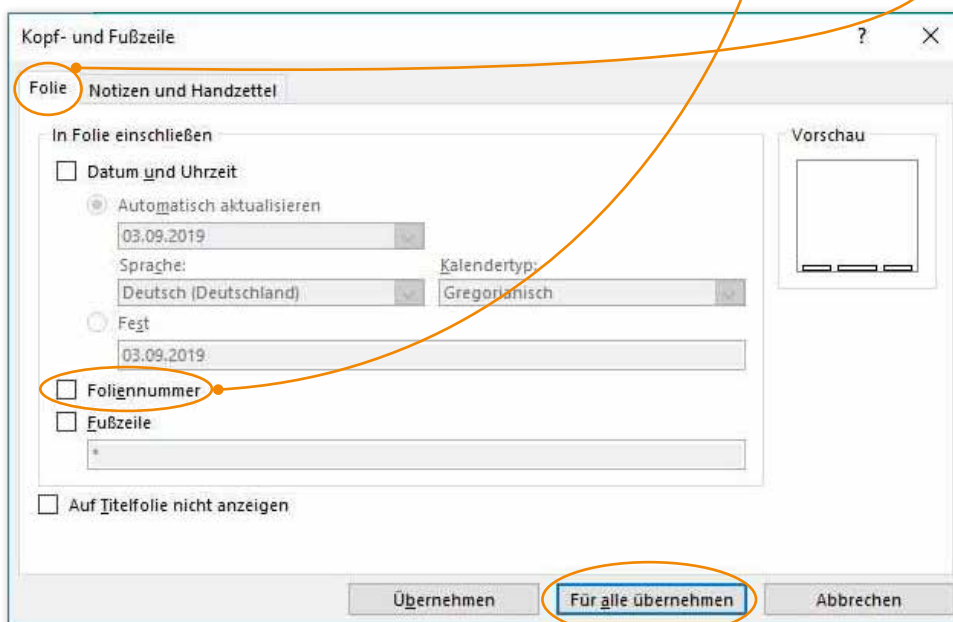 Kopf- und Fußzeile ?
Folie Notizen und Handzettel
In Folie einschließen
Vorschau
Datum und Uhrzeit
Automatisch aktualisieren
03.09.2019
Sprache: Kalendertyp:
Deutsch (Deutschland) Gregorianisch
Fest
03.09.2019
Foliennummer
Fußzeile
*
Auf Titelfolie nicht anzeigen
Übernehmen Für alle übernehmen Abbrechen